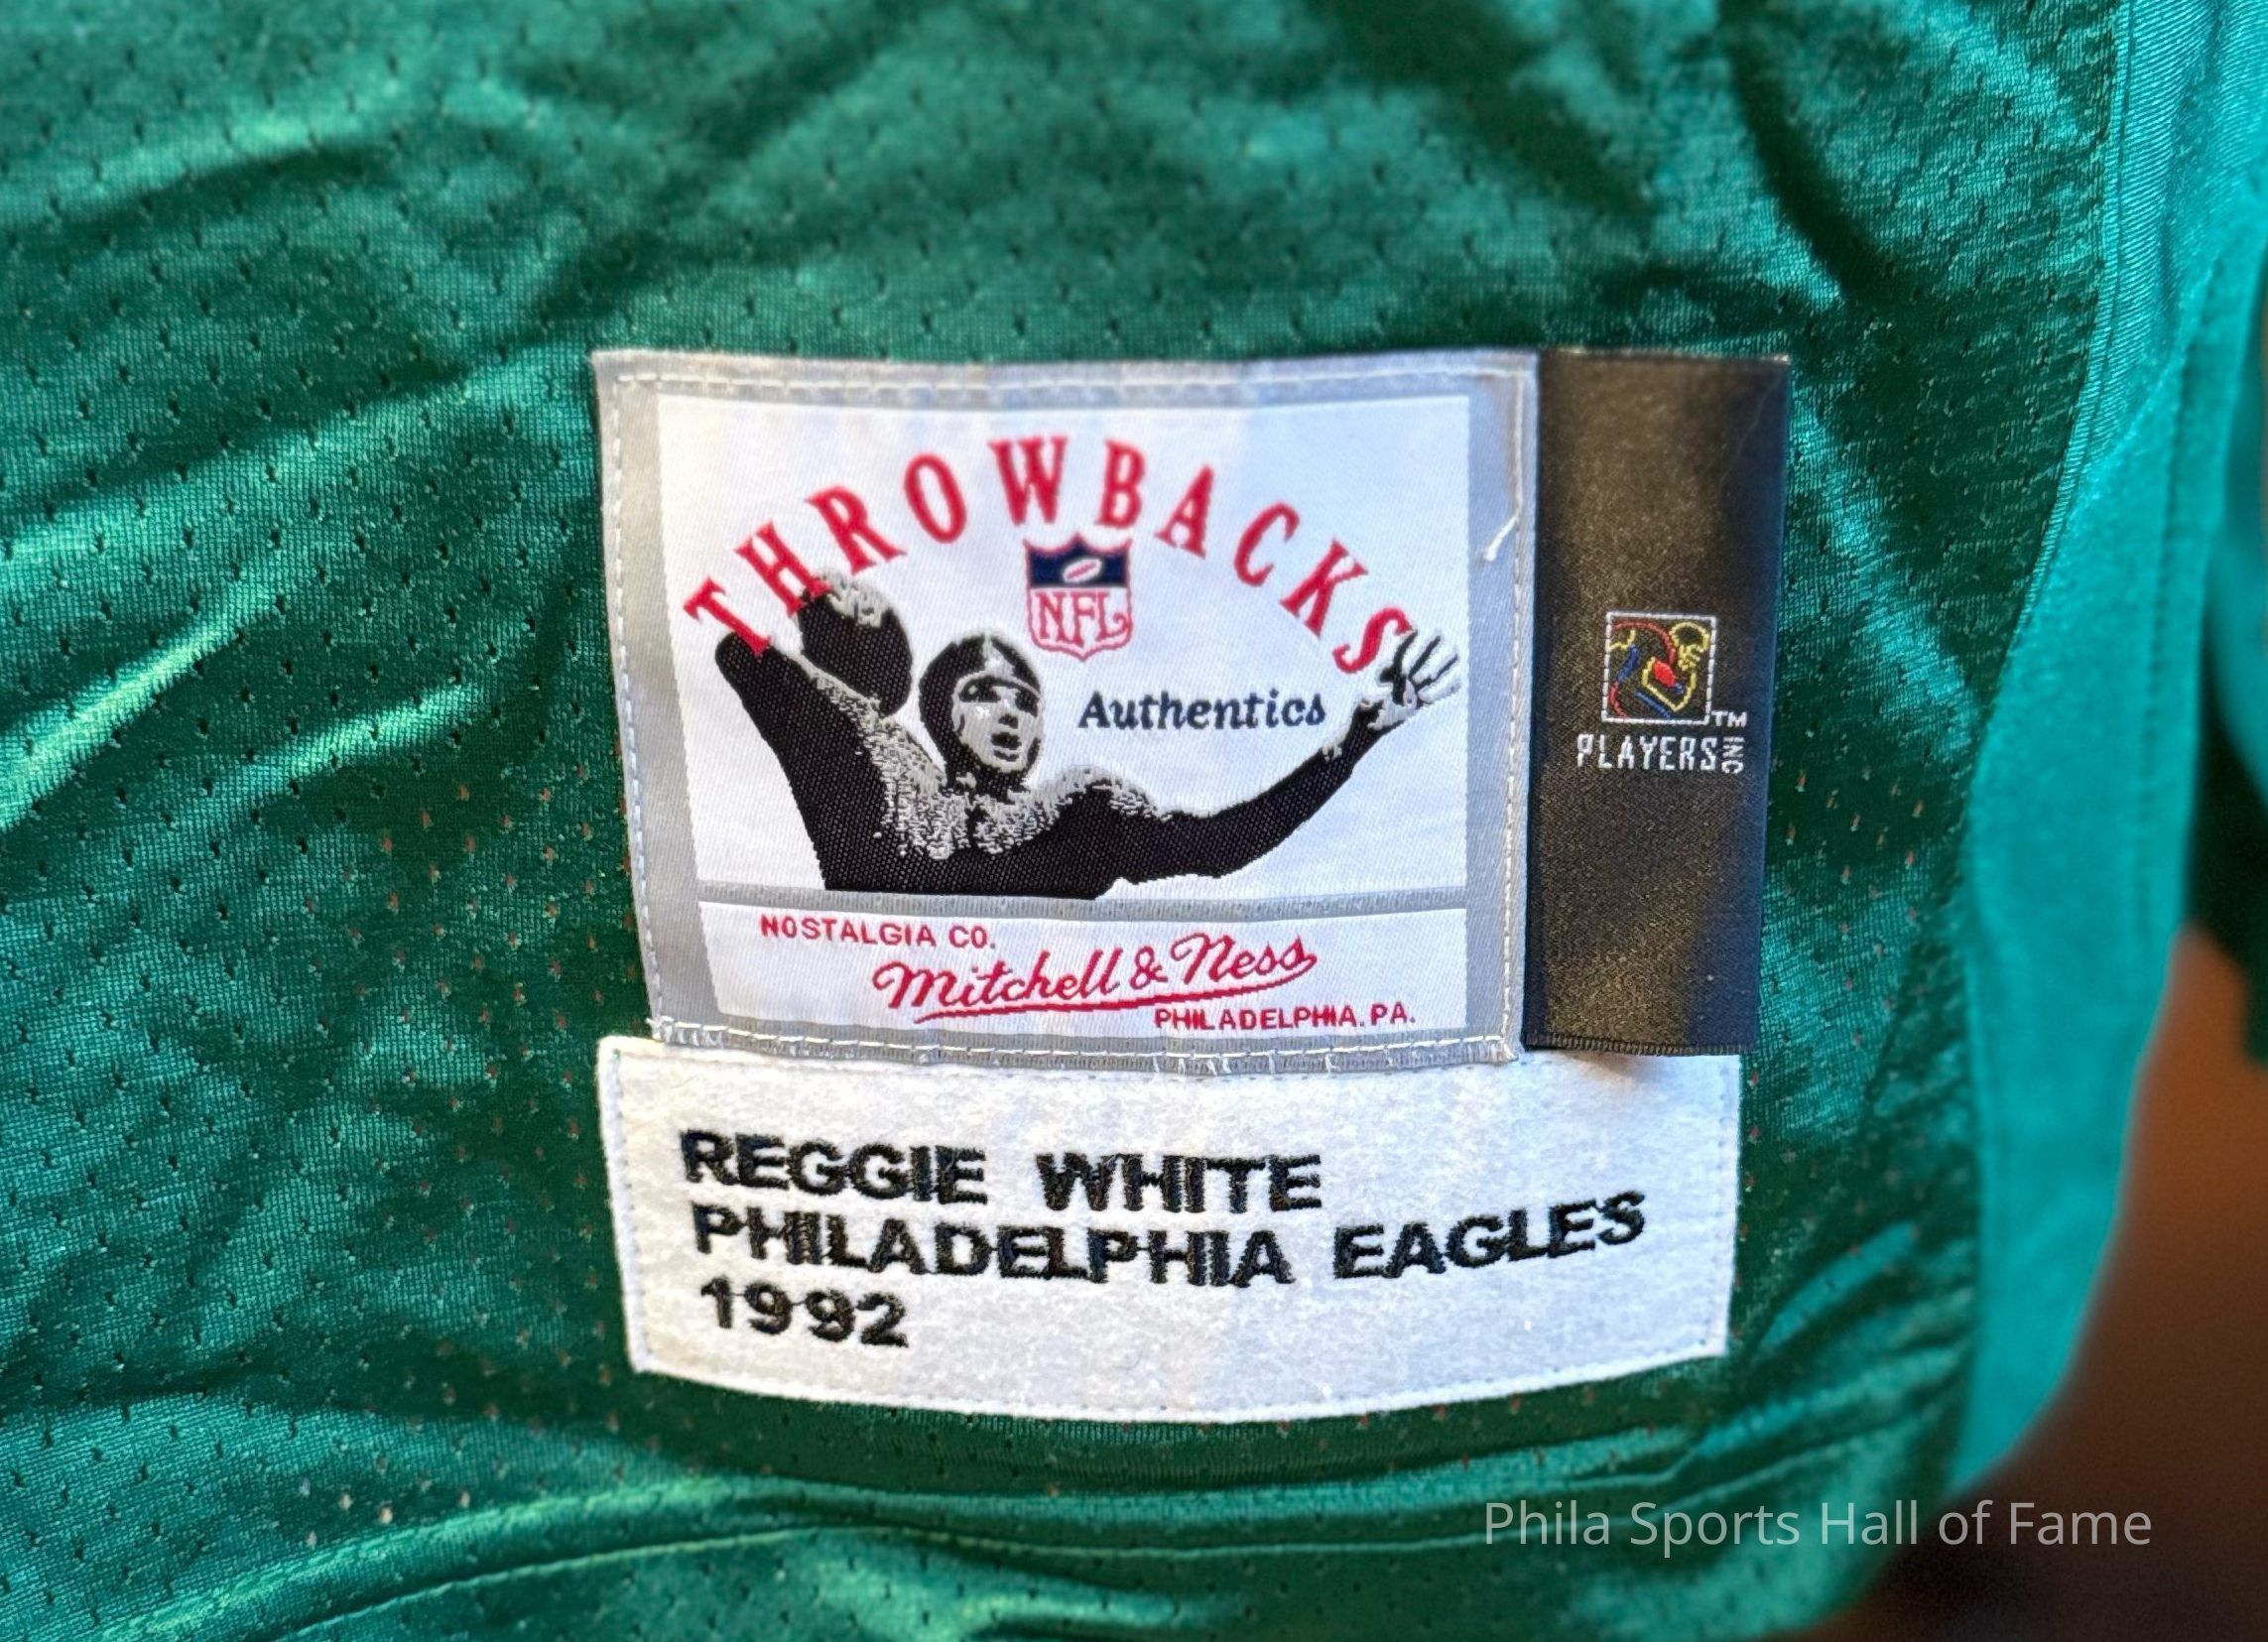 THROWBACKS
NFL
Authentics
TM
PLAYERS INC
NOSTALGIA CO.
Mitchell & Ness
PHILADELPHIA. PA.
REGGIE WHITE
PHILADELPHIA EAGLES
1992
Phila Sports Hall of Fame